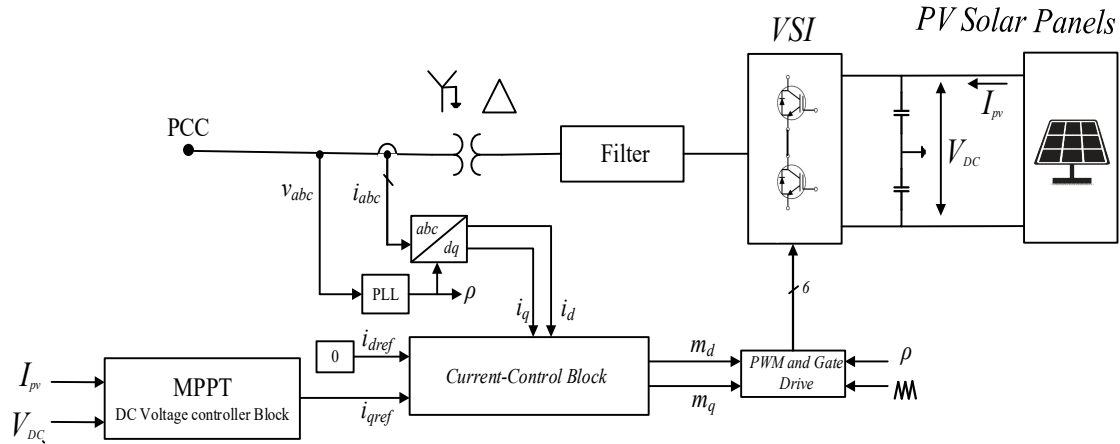 VSI
PV Solar Panels
PCC
Filter
I_pv
V_DC
v_abc
i_abc
abc
dq
PLL
ρ
i_q
i_d
6
0
i_dref
i_qref
I_pv
V_DC
MPPT
DC Voltage controller Block
Current-Control Block
m_d
m_q
PWM and Gate
Drive
ρ